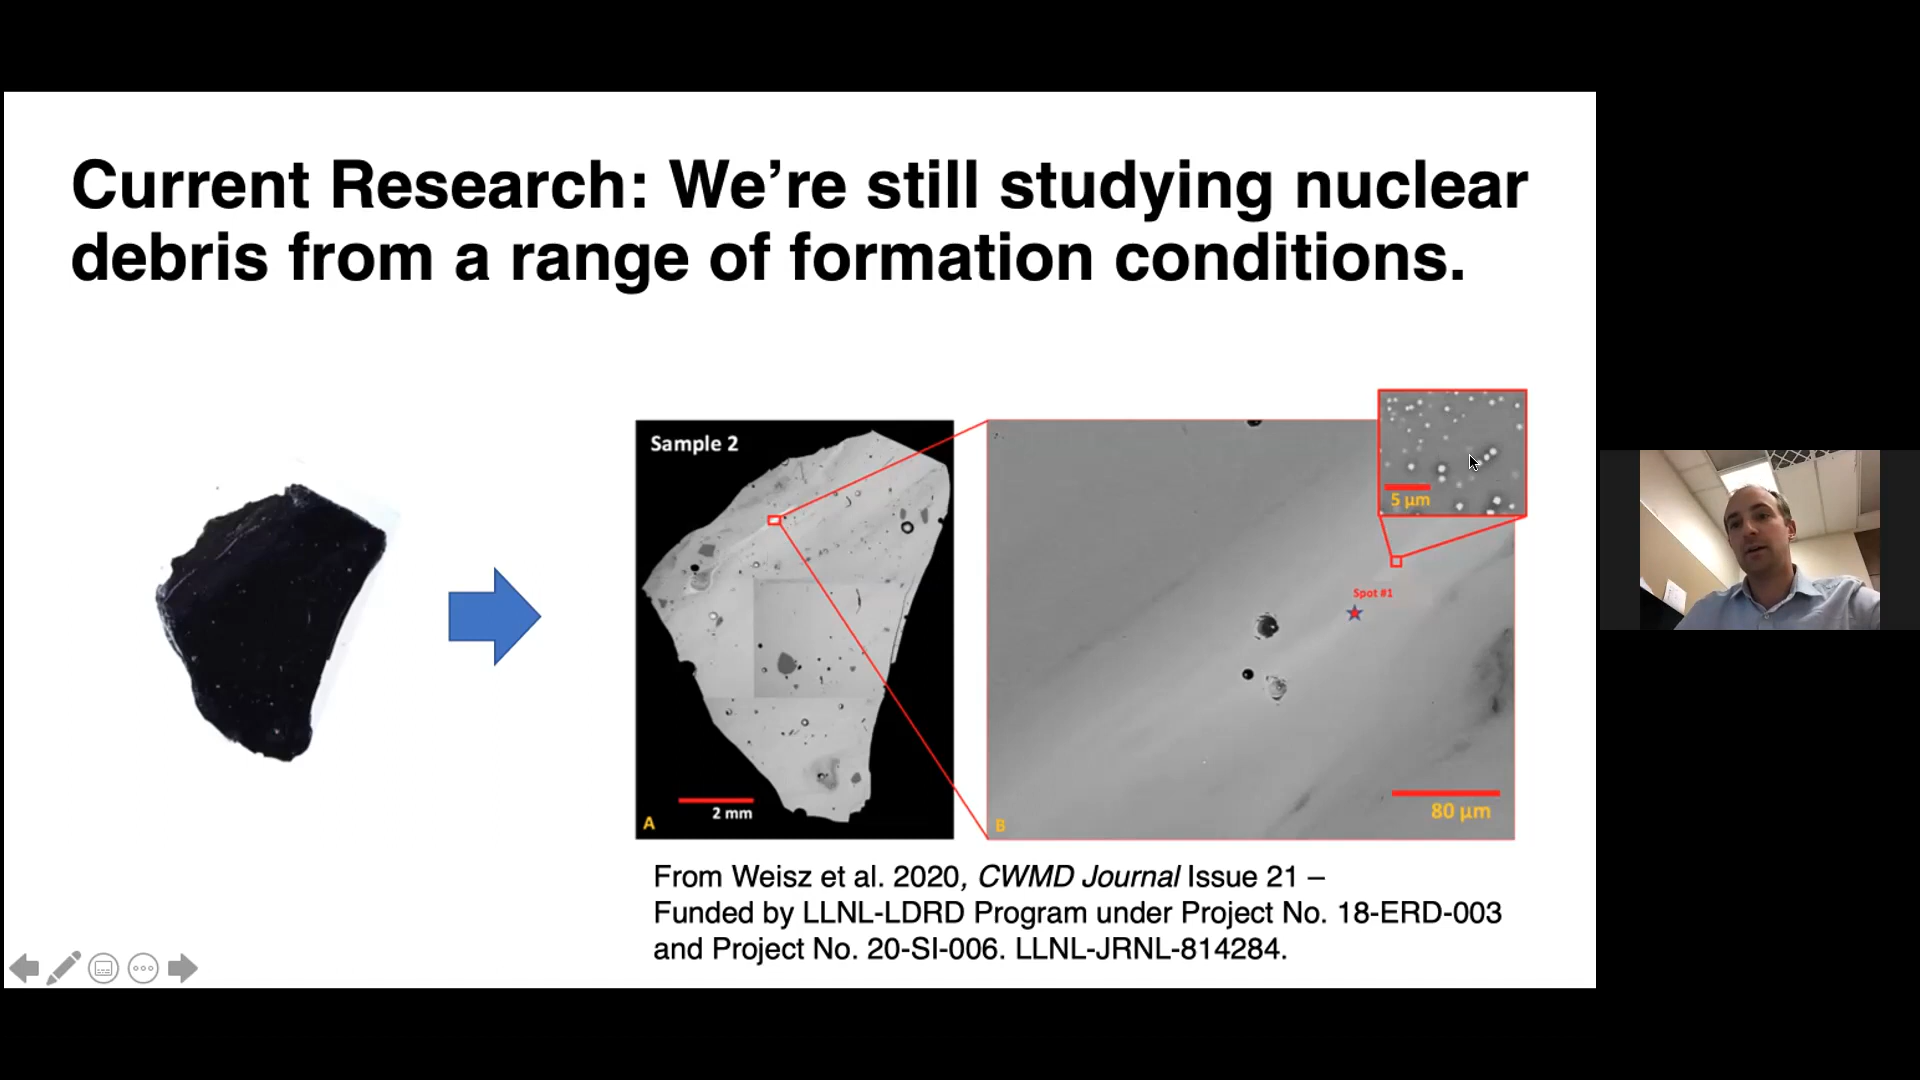 Current Research: We’re still studying nuclear
debris from a range of formation conditions.
Sample 2
5 µm
Spot #1
2 mm
A
80 µm
B
From Weisz et al. 2020, CWMD Journal Issue 21 –
Funded by LLNL-LDRD Program under Project No. 18-ERD-003
and Project No. 20-SI-006. LLNL-JRNL-814284.